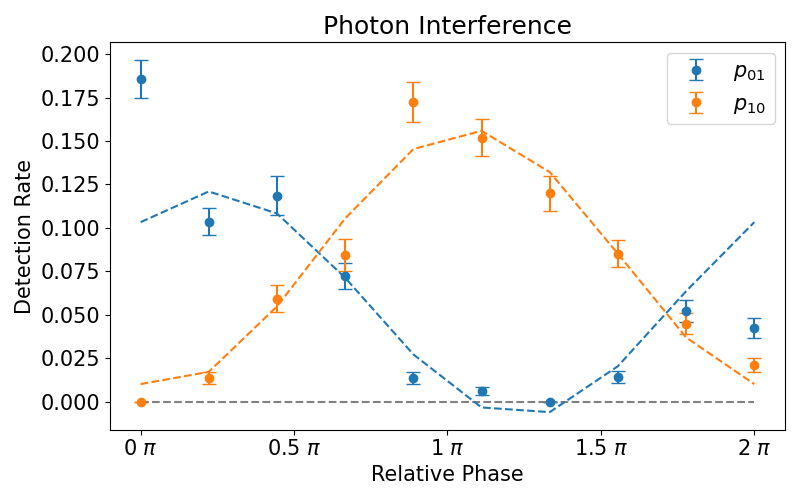 Photon Interference
Detection Rate
0.200
0.175
0.150
0.125
0.100
0.075
0.050
0.025
0.000
p₀₁
p₁₀
0 π
0.5 π
1 π
1.5 π
2 π
Relative Phase